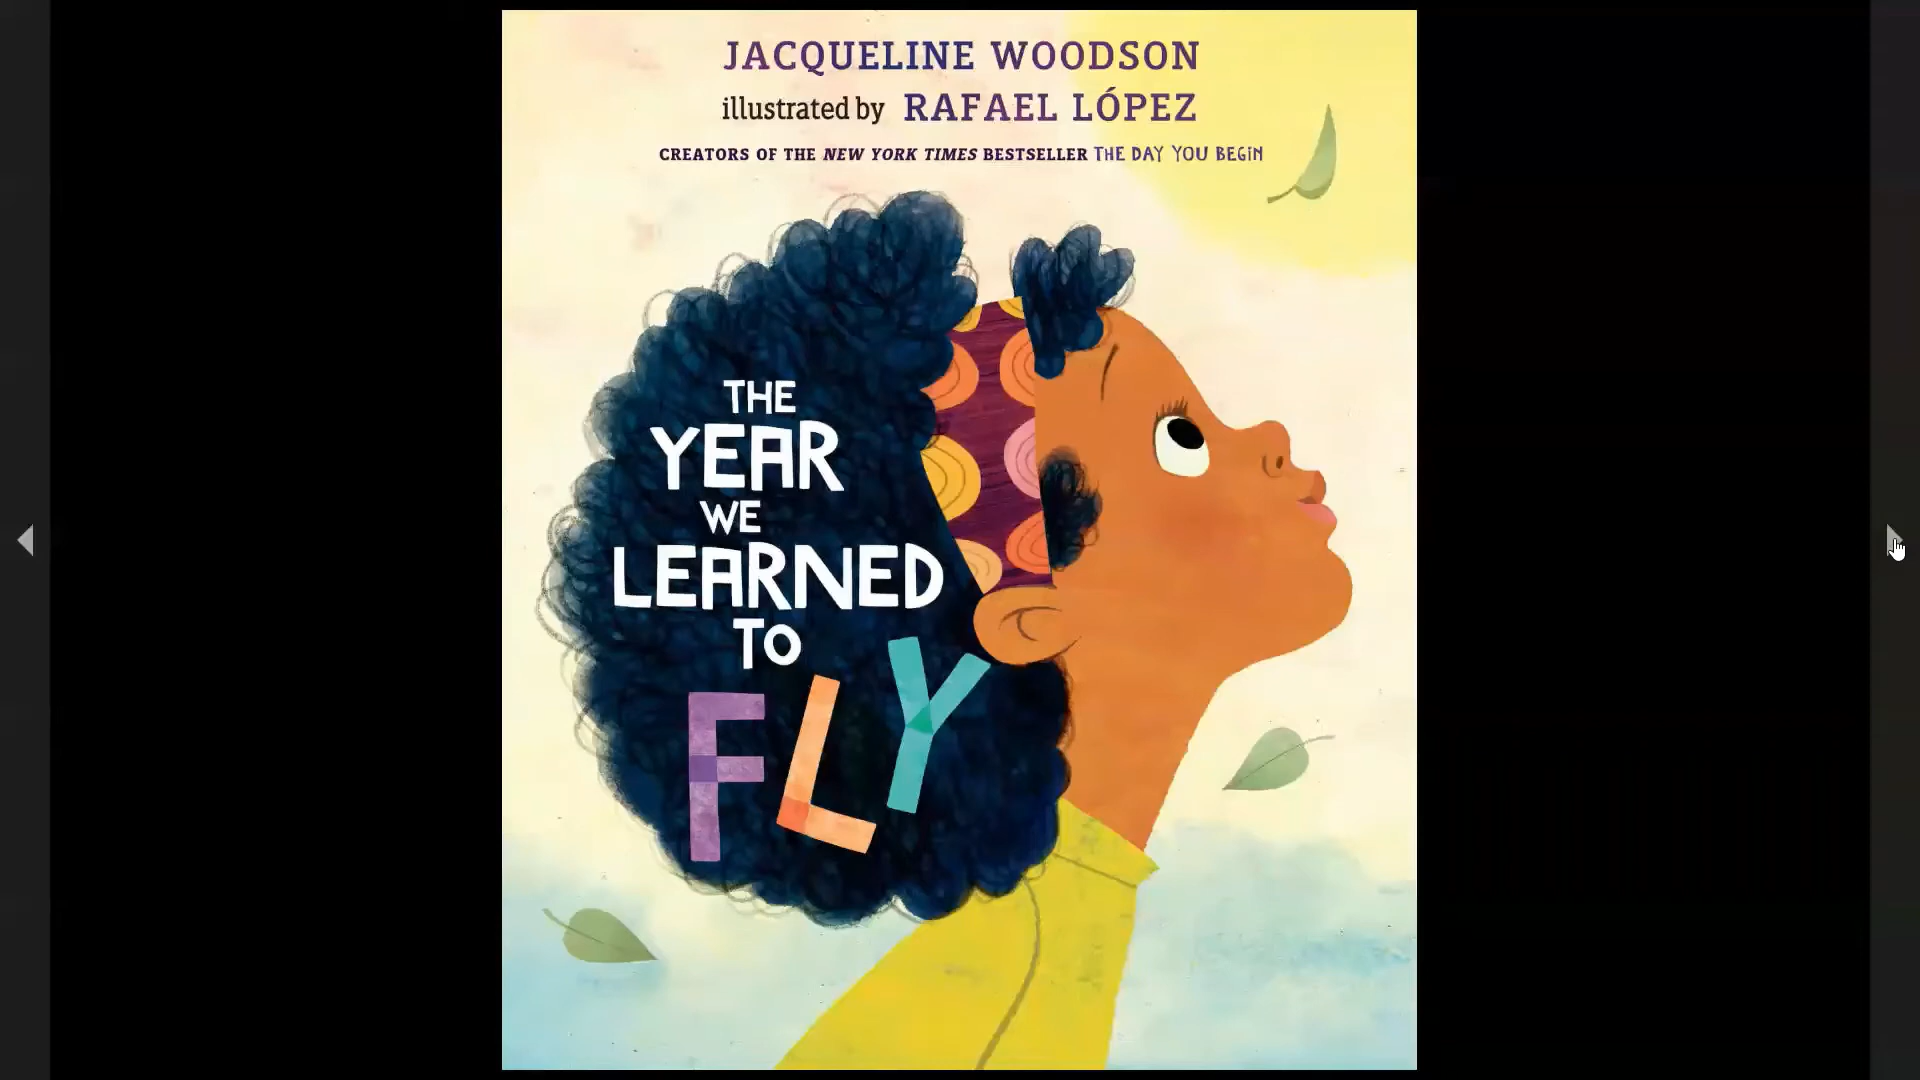 JACQUELINE WOODSON
illustrated by RAFAEL LÓPEZ
CREATORS OF THE NEW YORK TIMES BESTSELLER THE DAY YOU BEGIN
THE
YEAR
WE
LEARNED
TO
FLY